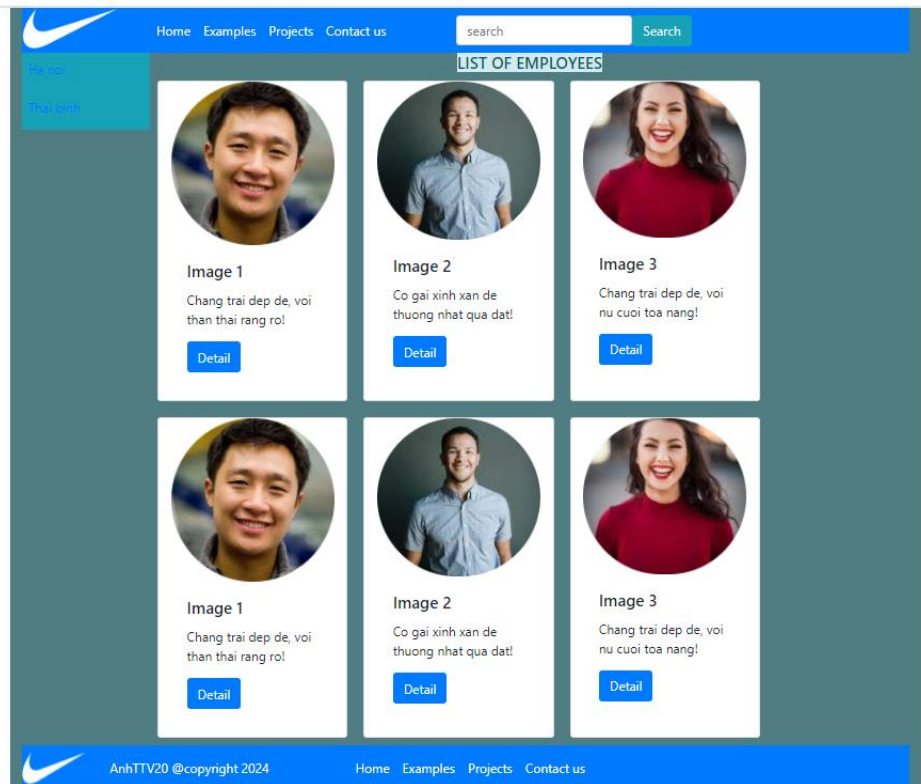 Home Examples Projects Contact us search Search
Ha noi
LIST OF EMPLOYEES
Thai binh
Image 1
Chang trai dep de, voi
than thai rang ro!
Detail
Image 2
Co gai xinh xan de
thuong nhat qua dat!
Detail
Image 3
Chang trai dep de, voi
nu cuoi toa nang!
Detail
Image 1
Chang trai dep de, voi
than thai rang ro!
Detail
Image 2
Co gai xinh xan de
thuong nhat qua dat!
Detail
Image 3
Chang trai dep de, voi
nu cuoi toa nang!
Detail
AnhTTV20 @copyright 2024 Home Examples Projects Contact us